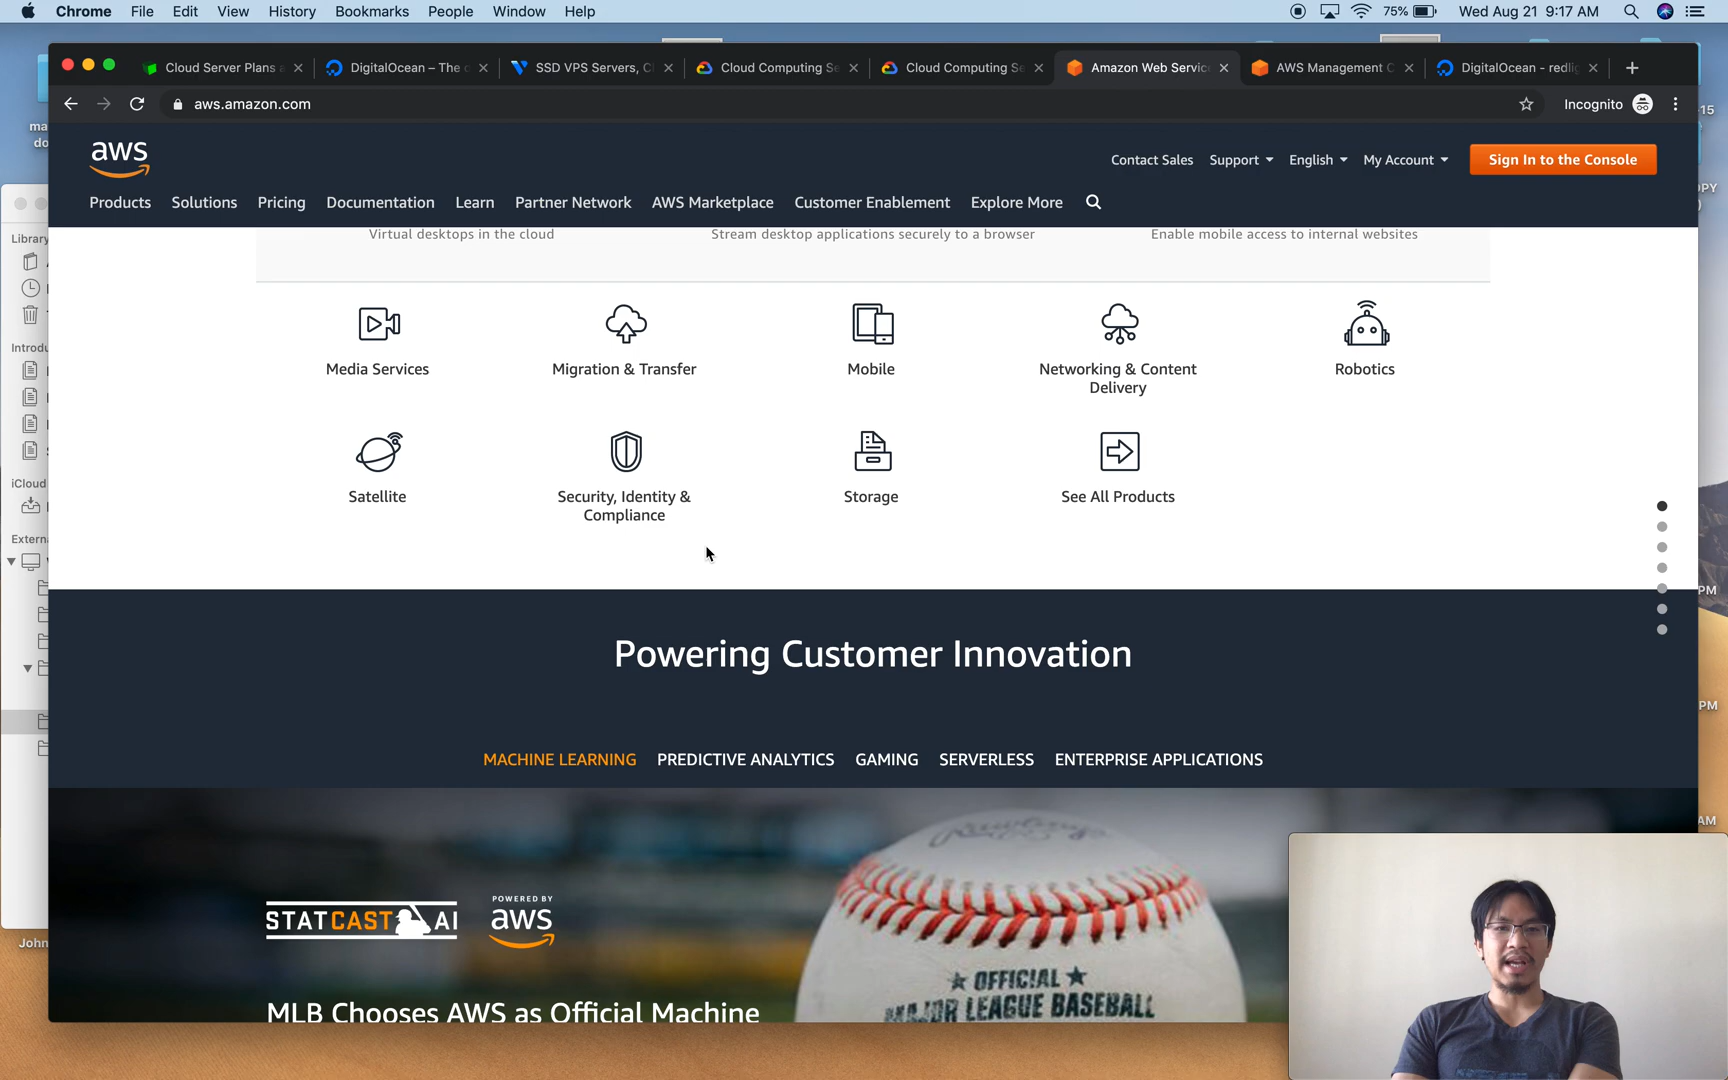 Chrome File Edit View History Bookmarks People Window Help
75% Wed Aug 21 9:17 AM
Cloud Server Plans
DigitalOcean – The
SSD VPS Servers,
Cloud Computing
Cloud Computing
Amazon Web
AWS Management
DigitalOcean -
aws.amazon.com
Incognito
aws
Contact Sales Support English My Account Sign In to the Console
Products Solutions Pricing Documentation Learn Partner Network AWS Marketplace Customer Enablement Explore More
Virtual desktops in the cloud Stream desktop applications securely to a browser Enable mobile access to internal websites
Media Services
Migration & Transfer
Mobile
Networking & Content
Delivery
Robotics
Satellite
Security, Identity &
Compliance
Storage
See All Products
Powering Customer Innovation
MACHINE LEARNING PREDICTIVE ANALYTICS GAMING SERVERLESS ENTERPRISE APPLICATIONS
STATCAST AI
POWERED BY
aws
★ OFFICIAL ★
MAJOR LEAGUE BASEBALL
MLB Chooses AWS as Official Machine
Library
iCloud
PM
PM
AM